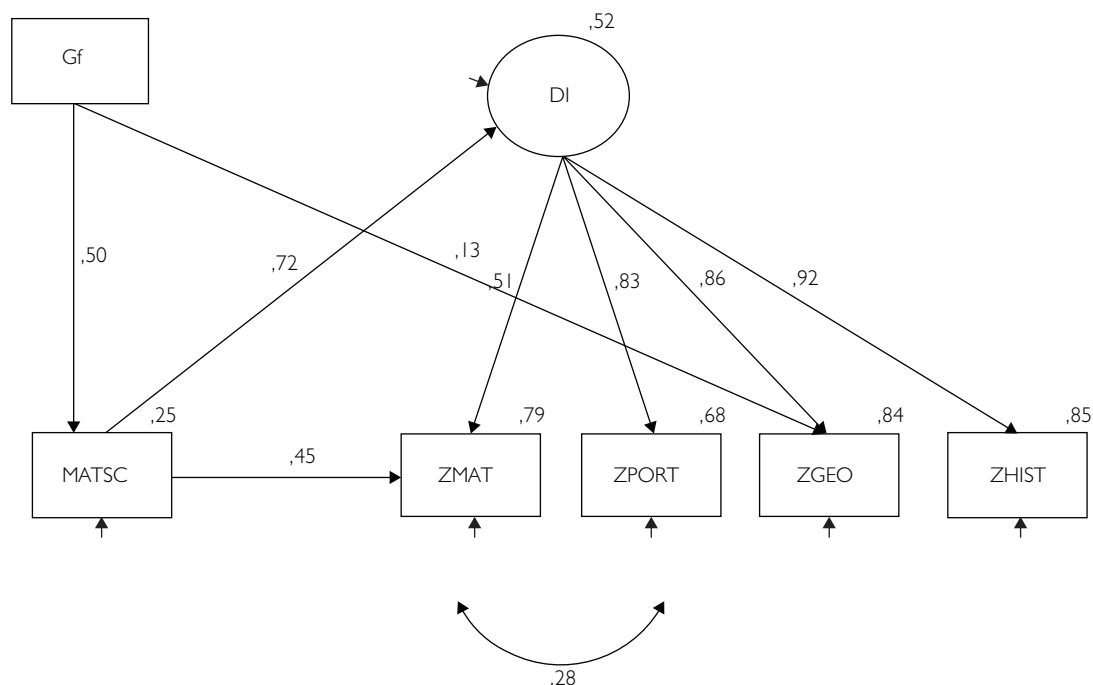 ,52
Gf
DI
,50
,72
,13
,51
,83
,86
,92
,25
,79
,68
,84
,85
,45
MATSC
ZMAT
ZPORT
ZGEO
ZHIST
,28